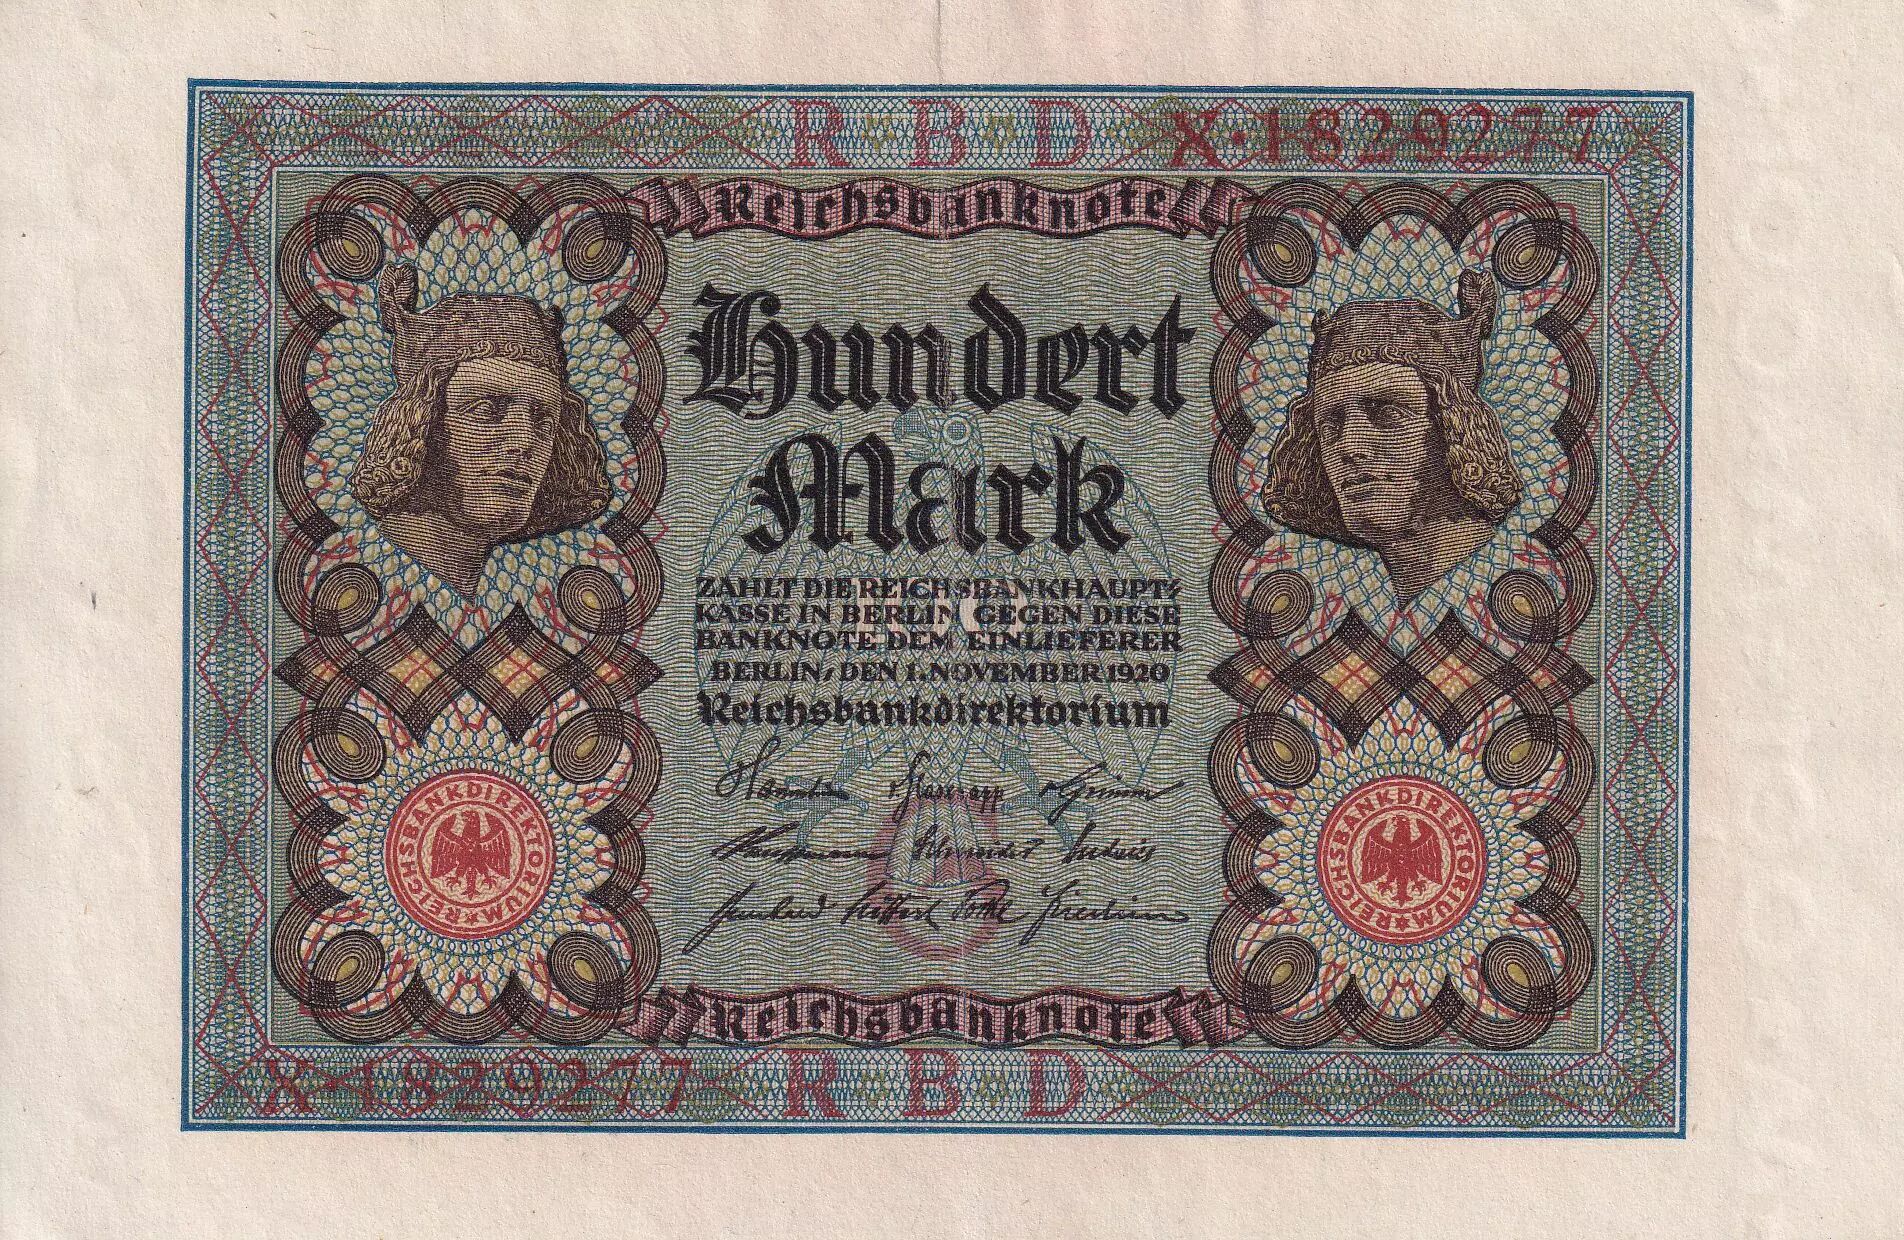 R·B·D X·1829277
Reichsbanknote
Hundert
Mark
ZAHLT DIE REICHSBANKHAUPT-
KASSE IN BERLIN GEGEN DIESE
BANKNOTE DEM EINLIEFERER
BERLIN, DEN 1. NOVEMBER 1920
Reichsbankdirektorium
REICHSBANKDIREKTORIUM
REICHSBANKDIREKTORIUM
Reichsbanknote
X·1829277 R·B·D